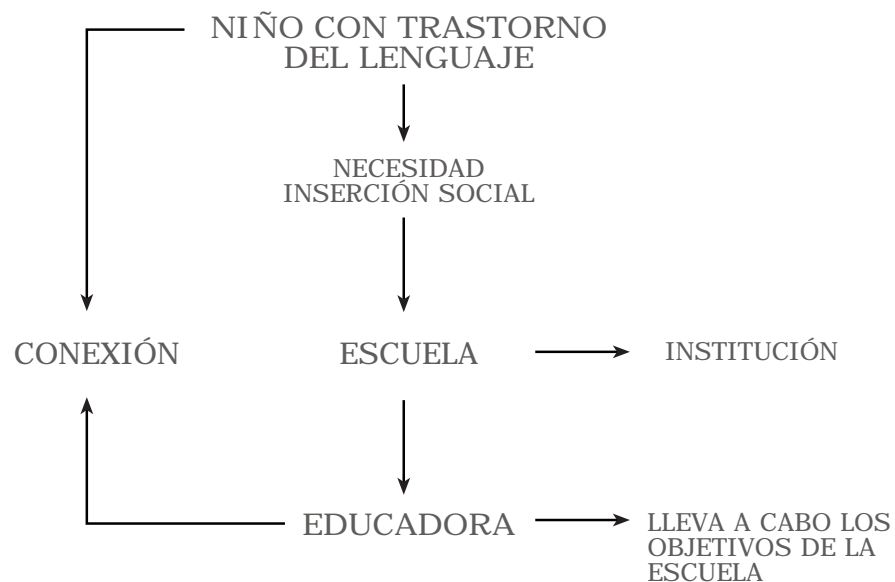 NIÑO CON TRASTORNO
DEL LENGUAJE
NECESIDAD
INSERCIÓN SOCIAL
CONEXIÓN
ESCUELA
INSTITUCIÓN
EDUCADORA
LLEVA A CABO LOS
OBJETIVOS DE LA
ESCUELA